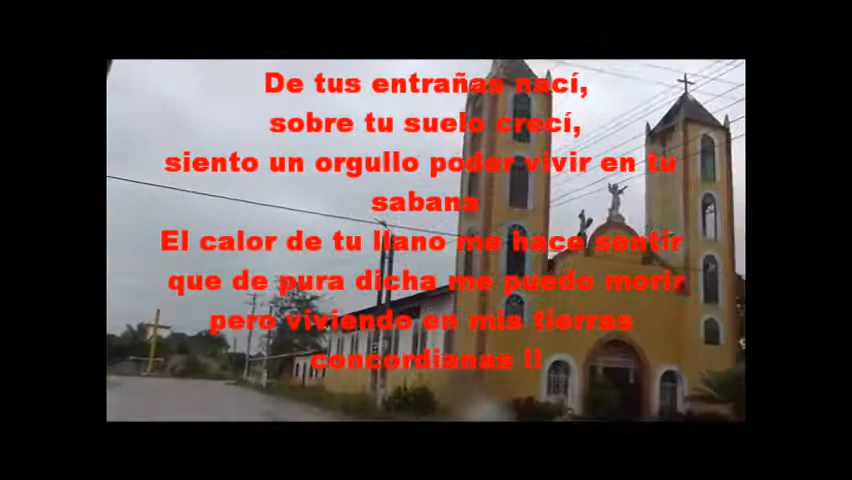 De tus entrañas nací,
sobre tu suelo crecí,
siento un orgullo poder vivir en tu
sabana
El calor de tu llano me hace sentir
que de pura dicha me puedo morir
pero viviendo en mis tierras
concordianas !!